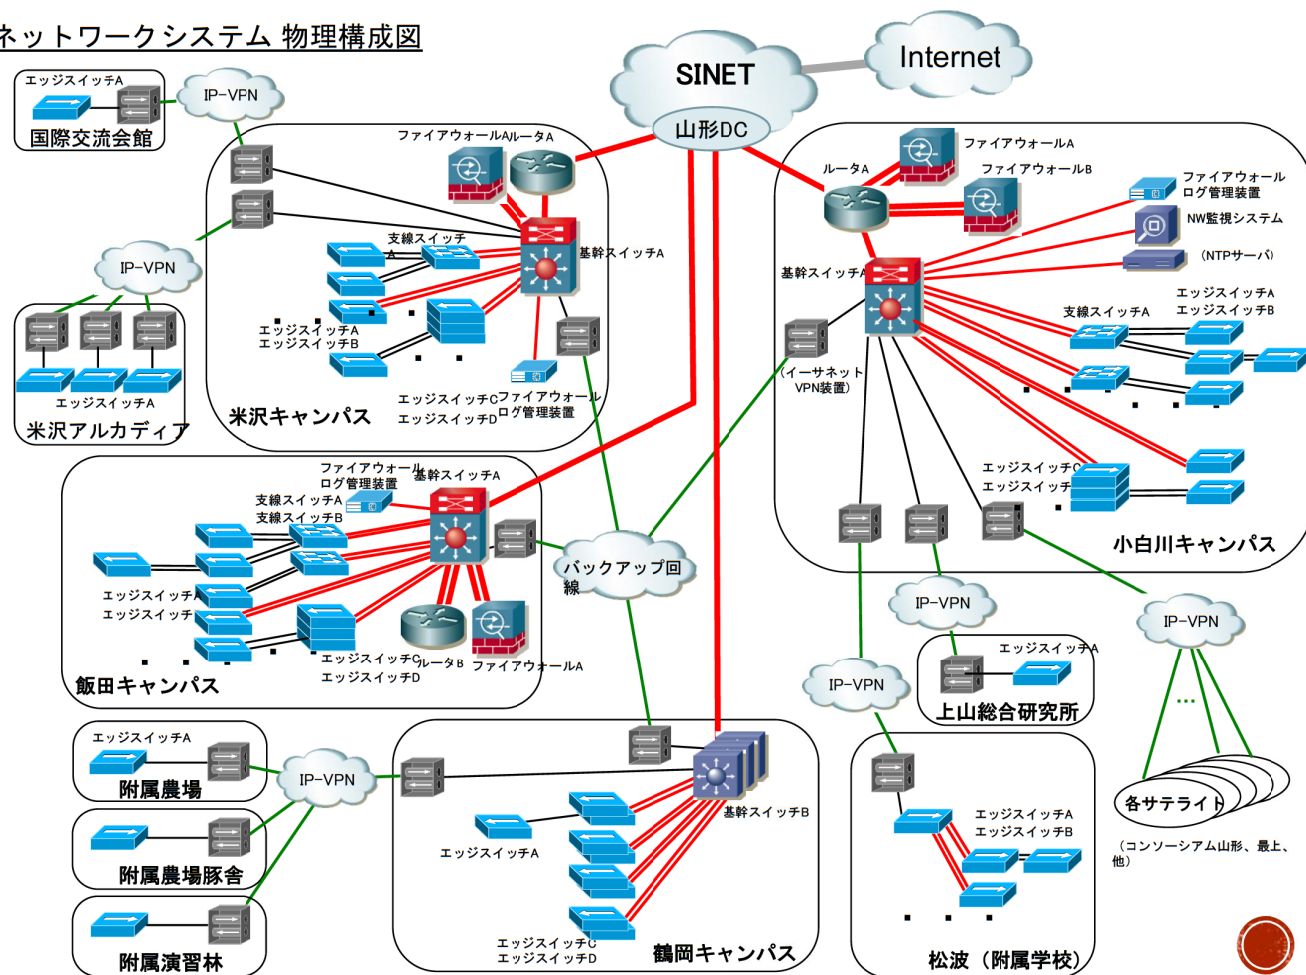 ネットワークシステム 物理構成図
SINET
Internet
山形DC
エッジスイッチA
国際交流会館
IP-VPN
ファイアウォールA
ルータA
支線スイッチ
A
基幹スイッチA
エッジスイッチA
エッジスイッチB
エッジスイッチC
エッジスイッチD
ファイアウォール
ログ管理装置
米沢キャンパス
IP-VPN
エッジスイッチA
米沢アルカディア
ルータA
ファイアウォールA
ファイアウォールB
ファイアウォール
ログ管理装置
NW監視システム
(NTPサーバ)
基幹スイッチA
支線スイッチA
エッジスイッチA
エッジスイッチB
(イーサネット
VPN装置)
エッジスイッチC
エッジスイッチ
小白川キャンパス
ファイアウォール
ログ管理装置
基幹スイッチA
支線スイッチA
支線スイッチB
エッジスイッチA
エッジスイッチ
エッジスイッチC
エッジスイッチD
ルータB
ファイアウォールA
飯田キャンパス
バックアップ回
線
IP-VPN
エッジスイッチA
上山総合研究所
IP-VPN
…
各サテライト
(コンソーシアム山形、最上、
他)
IP-VPN
エッジスイッチA
エッジスイッチB
松波(附属学校)
エッジスイッチA
附属農場
附属農場豚舎
附属演習林
IP-VPN
基幹スイッチB
エッジスイッチA
エッジスイッチC
エッジスイッチD
鶴岡キャンパス